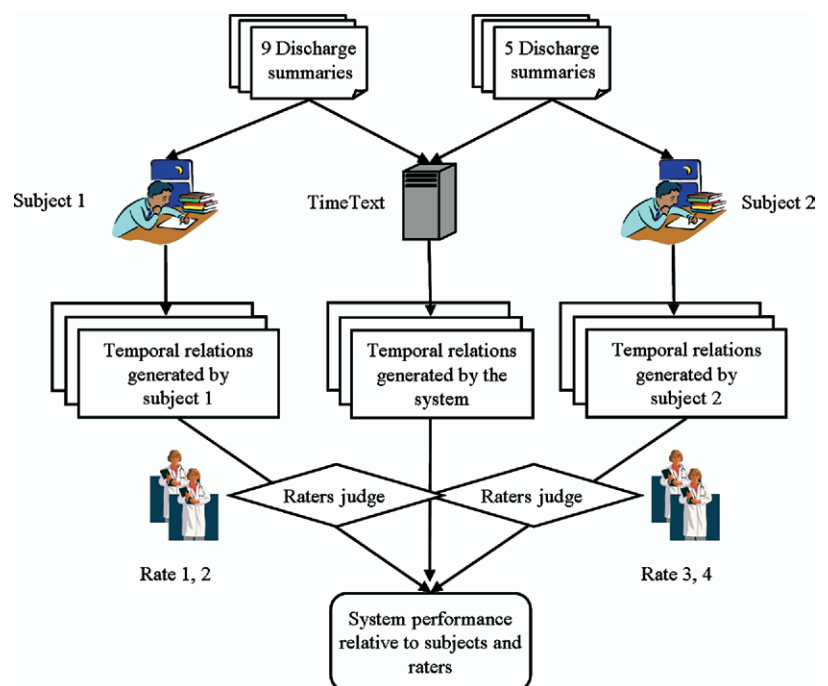 9 Discharge
summaries
5 Discharge
summaries
Subject 1
TimeText
Subject 2
Temporal relations
generated by
subject 1
Temporal relations
generated by the
system
Temporal relations
generated by
subject 2
Raters judge
Raters judge
Rate 1, 2
Rate 3, 4
System performance
relative to subjects and
raters